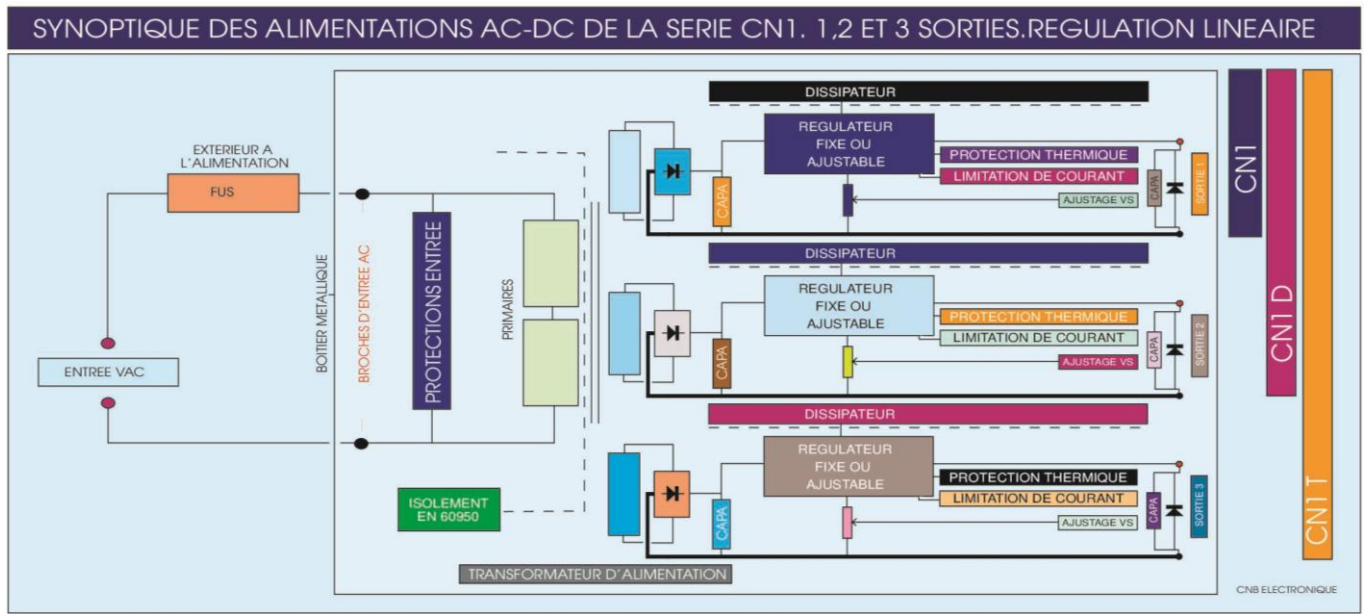 SYNOPTIQUE DES ALIMENTATIONS AC-DC DE LA SERIE CN1. 1,2 ET 3 SORTIES.REGULATION LINEAIRE
EXTERIEUR A
L'ALIMENTATION
FUS
ENTREE VAC
BOITIER METALLIQUE
BROCHES D'ENTREE AC
PROTECTIONS ENTREE
PRIMAIRES
ISOLEMENT
EN 60950
TRANSFORMATEUR D'ALIMENTATION
DISSIPATEUR
REGULATEUR
FIXE OU
AJUSTABLE
PROTECTION THERMIQUE
LIMITATION DE COURANT
AJUSTAGE VS
CAPA
CAPA
SORTIE 1
DISSIPATEUR
REGULATEUR
FIXE OU
AJUSTABLE
PROTECTION THERMIQUE
LIMITATION DE COURANT
AJUSTAGE VS
CAPA
CAPA
SORTIE 2
DISSIPATEUR
REGULATEUR
FIXE OU
AJUSTABLE
PROTECTION THERMIQUE
LIMITATION DE COURANT
AJUSTAGE VS
CAPA
CAPA
SORTIE 3
CN1
CN1 D
CN1 T
CNB ELECTRONIQUE